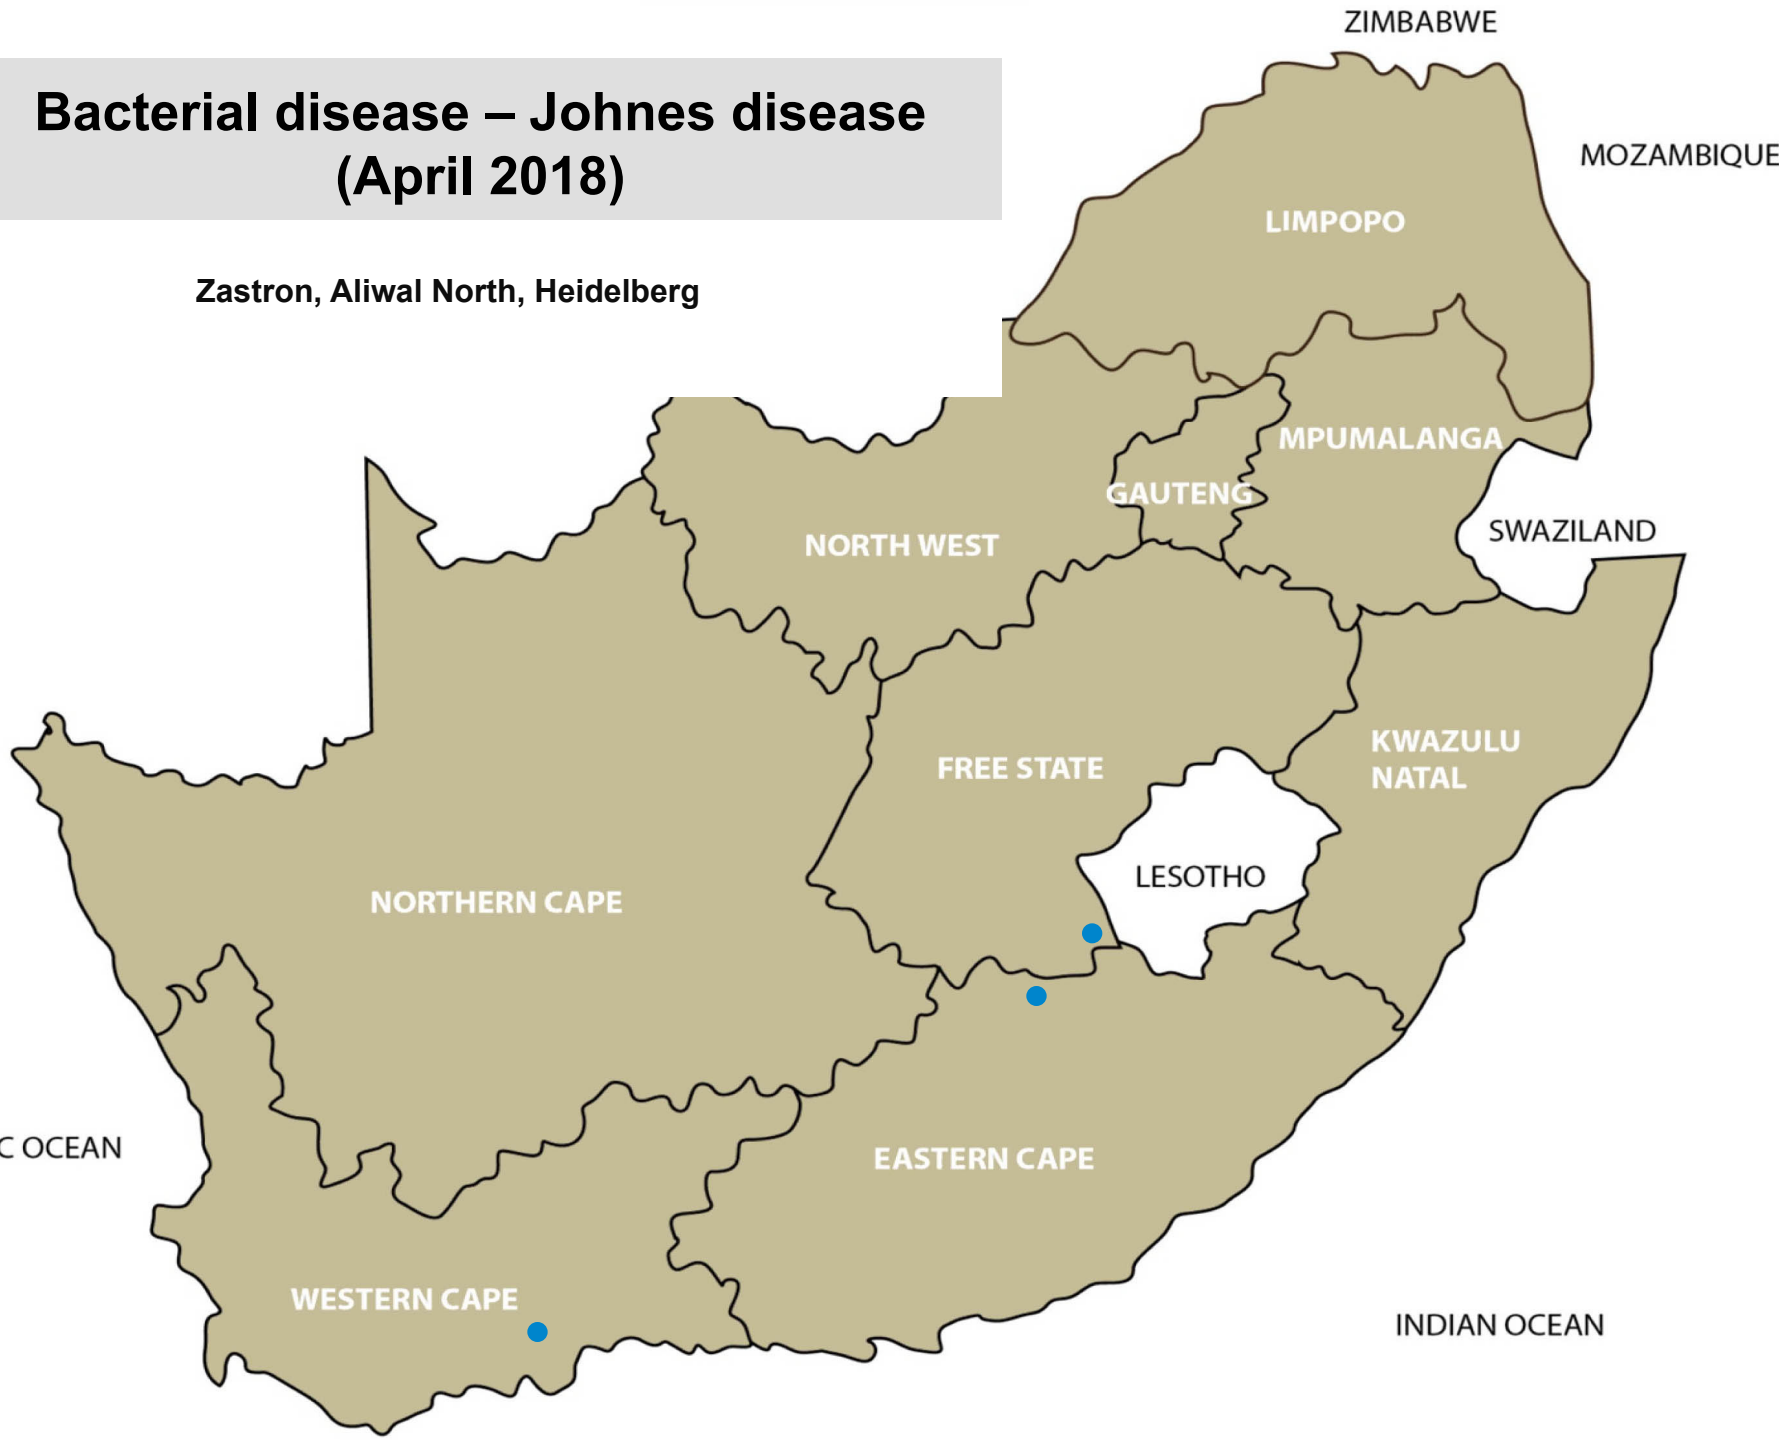 ZIMBABWE
Bacterial disease – Johnes disease
(April 2018)
MOZAMBIQUE
LIMPOPO
Zastron, Aliwal North, Heidelberg
MPUMALANGA
GAUTENG
SWAZILAND
NORTH WEST
KWAZULU
NATAL
FREE STATE
LESOTHO
NORTHERN CAPE
C OCEAN
EASTERN CAPE
WESTERN CAPE
INDIAN OCEAN